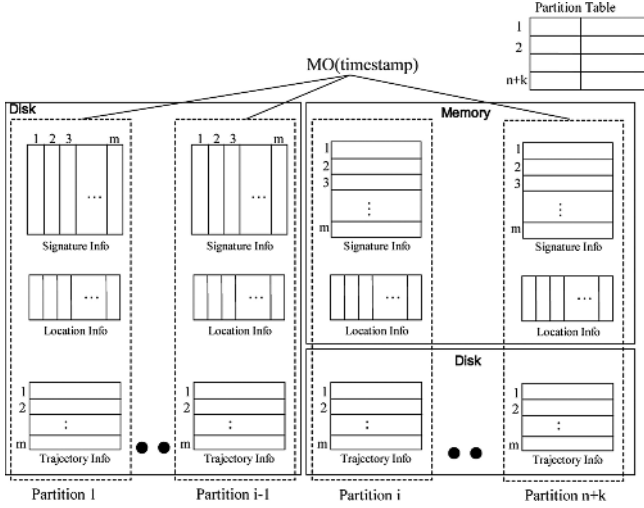 Partition Table
1
2
n+k
MO(timestamp)
Disk
Memory
1 2 3 m
...
Signature Info
1 2 3 m
...
Signature Info
1
2
3
⋮
m
Signature Info
1
2
3
⋮
m
Signature Info
...
Location Info
...
Location Info
...
Location Info
...
Location Info
Disk
1
2
:
m
Trajectory Info
1
2
:
m
Trajectory Info
1
2
:
m
Trajectory Info
1
2
:
m
Trajectory Info
Partition 1
Partition i-1
Partition i
Partition n+k